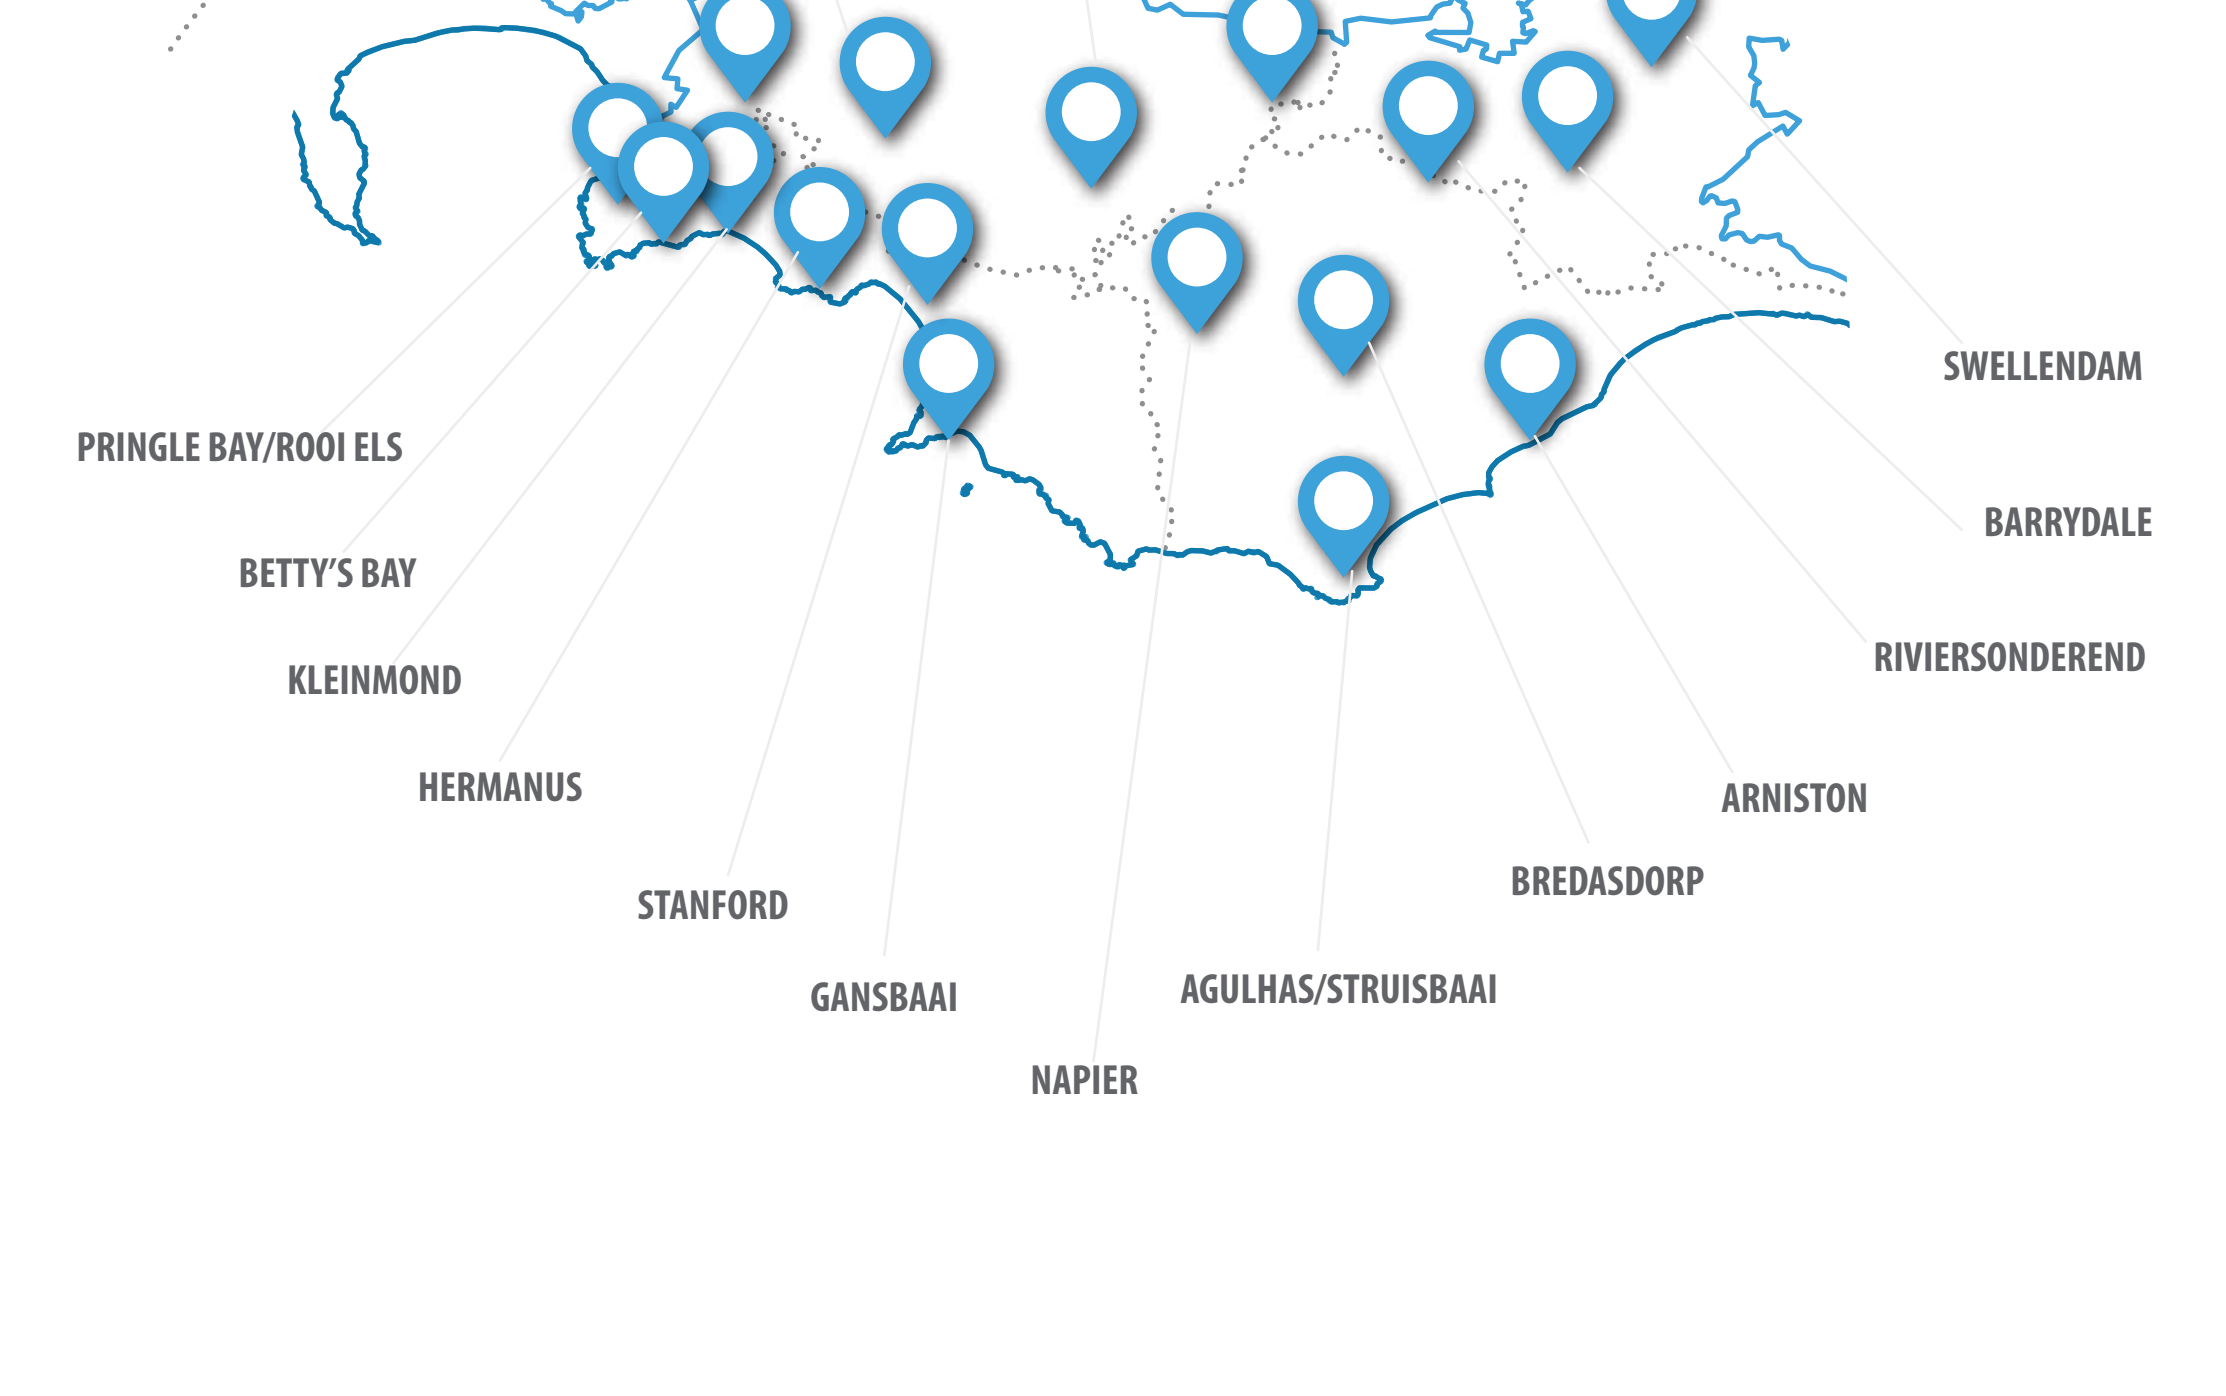 SWELLENDAM
PRINGLE BAY/ROOI ELS
BARRYDALE
BETTY’S BAY
RIVIERSONDEREND
KLEINMOND
HERMANUS
ARNISTON
BREDASDORP
STANFORD
AGULHAS/STRUISBAAI
GANSBAAI
NAPIER